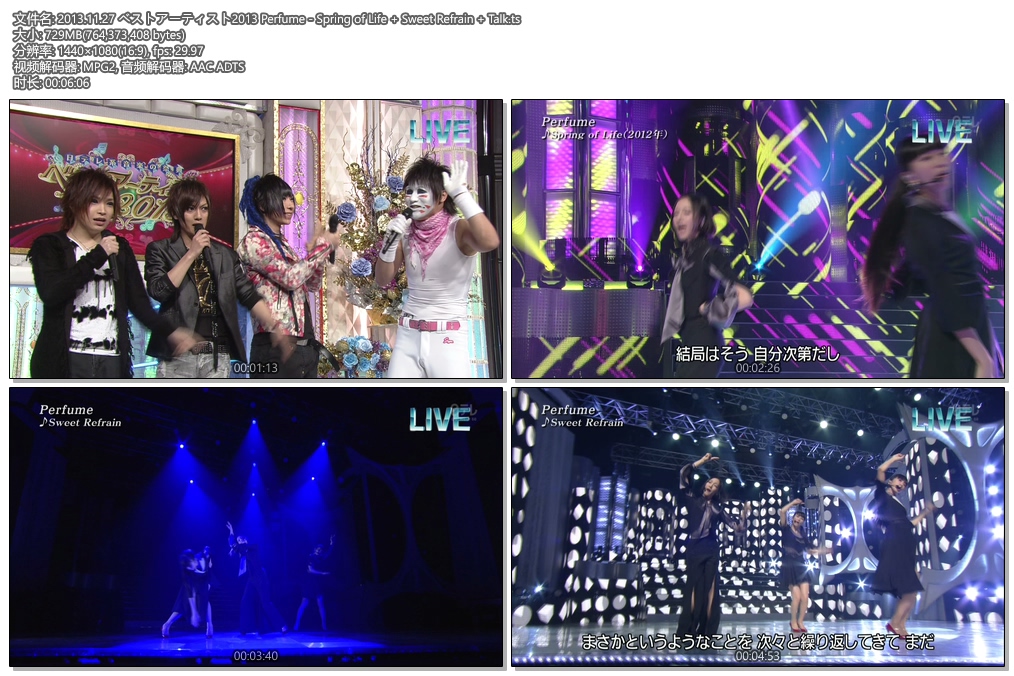 文件名: 2013.11.27 ベストアーティスト2013 Perfume - Spring of Life + Sweet Refrain + Talk.ts
大小: 729MB(764,373,408 bytes)
分辨率: 1440×1080(16:9), fps: 29.97
视频解码器: MPG2, 音频解码器: AAC ADTS
时长: 00:06:06
LIVE
00:01:13
Perfume
♪Spring of Life(2012年)
LIVE
結局はそう 自分次第だし
00:02:26
Perfume
♪Sweet Refrain
LIVE
00:03:40
Perfume
♪Sweet Refrain
LIVE
まさかというようなことを 次々と繰り返してきて まだ
00:04:53